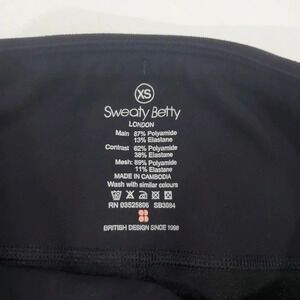 XS
Sweaty Betty
LONDON
Main 87% Polyamide
13% Elastane
Contrast 62% Polyamide
38% Elastane
Mesh: 89% Polyamide
11% Elastane
MADE IN CAMBODIA
Wash with similar colours
RN 03525806 SB3084
BRITISH DESIGN SINCE 1998